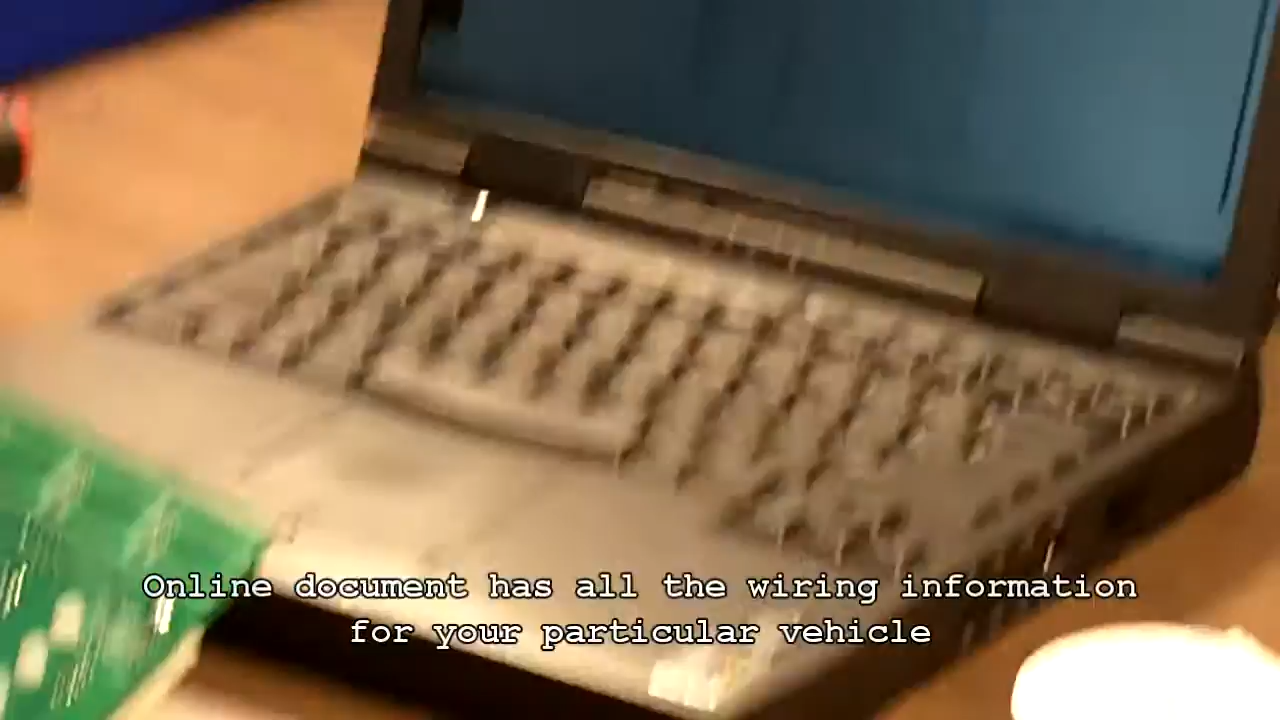 Online document has all the wiring information
for your particular vehicle